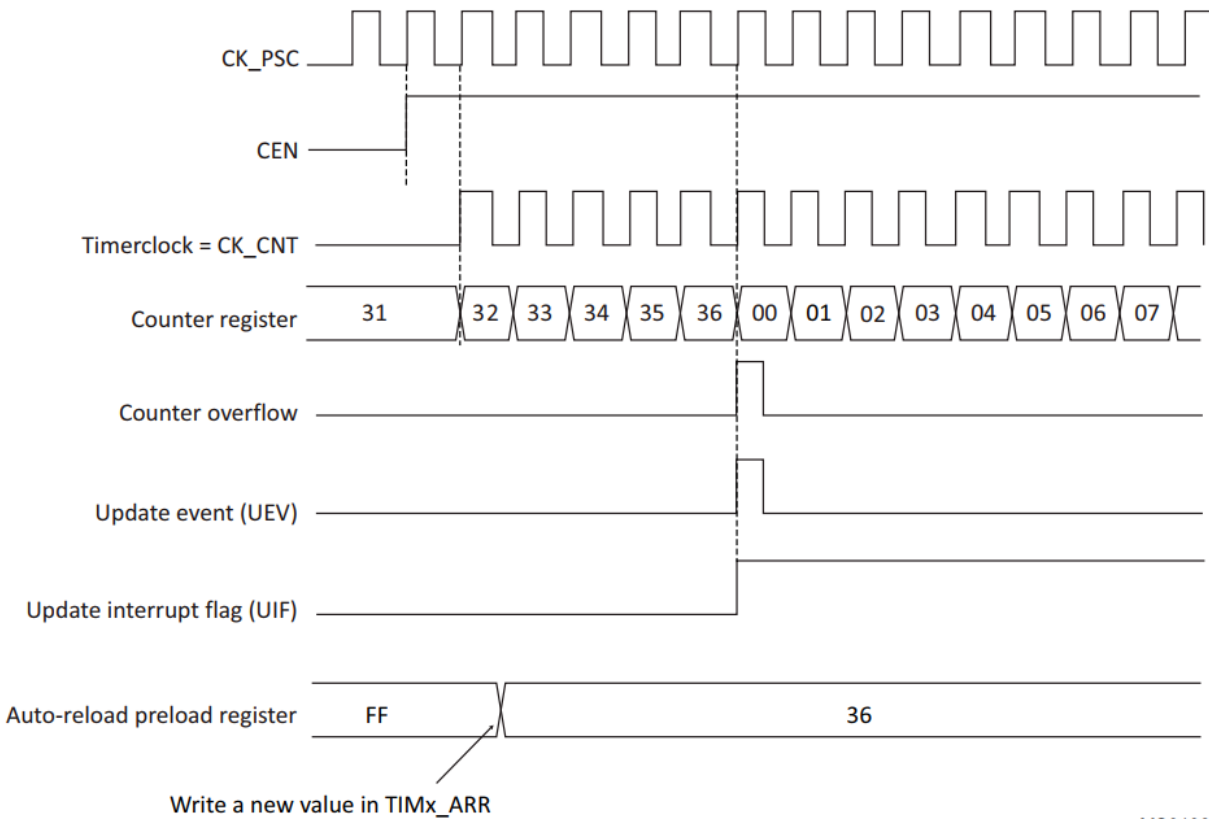 CK_PSC
CEN
Timerclock = CK_CNT
Counter register 31 32 33 34 35 36 00 01 02 03 04 05 06 07
Counter overflow
Update event (UEV)
Update interrupt flag (UIF)
Auto-reload preload register FF 36
Write a new value in TIMx_ARR